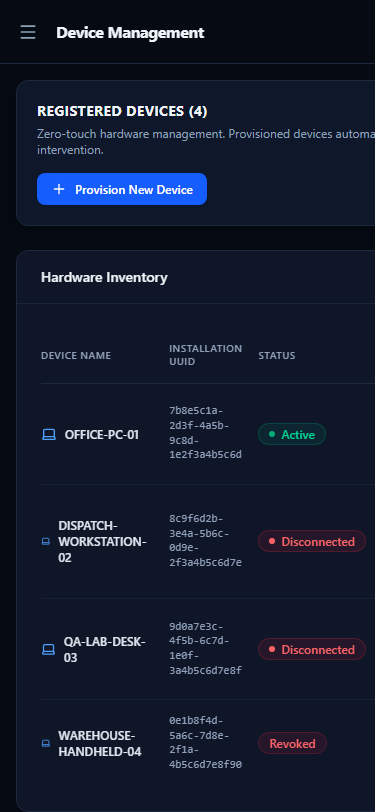 Device Management
REGISTERED DEVICES (4)
Zero-touch hardware management. Provisioned devices
intervention.
Provision New Device
Hardware Inventory
DEVICE NAME
INSTALLATION
UUID
STATUS
OFFICE-PC-01
7b8e5c1a-
2d3f-4a5b-
9c8d-
1e2f3a4b5c6d
Active
DISPATCH-
WORKSTATION-
02
8c9f6d2b-
3e4a-5b6c-
0d9e-
2f3a4b5c6d7e
Disconnected
QA-LAB-DESK-
03
9d0a7e3c-
4f5b-6c7d-
1e0f-
3a4b5c6d7e8f
Disconnected
WAREHOUSE-
HANDHELD-04
0e1b8f4d-
5a6c-7d8e-
2f1a-
4b5c6d7e8f90
Revoked